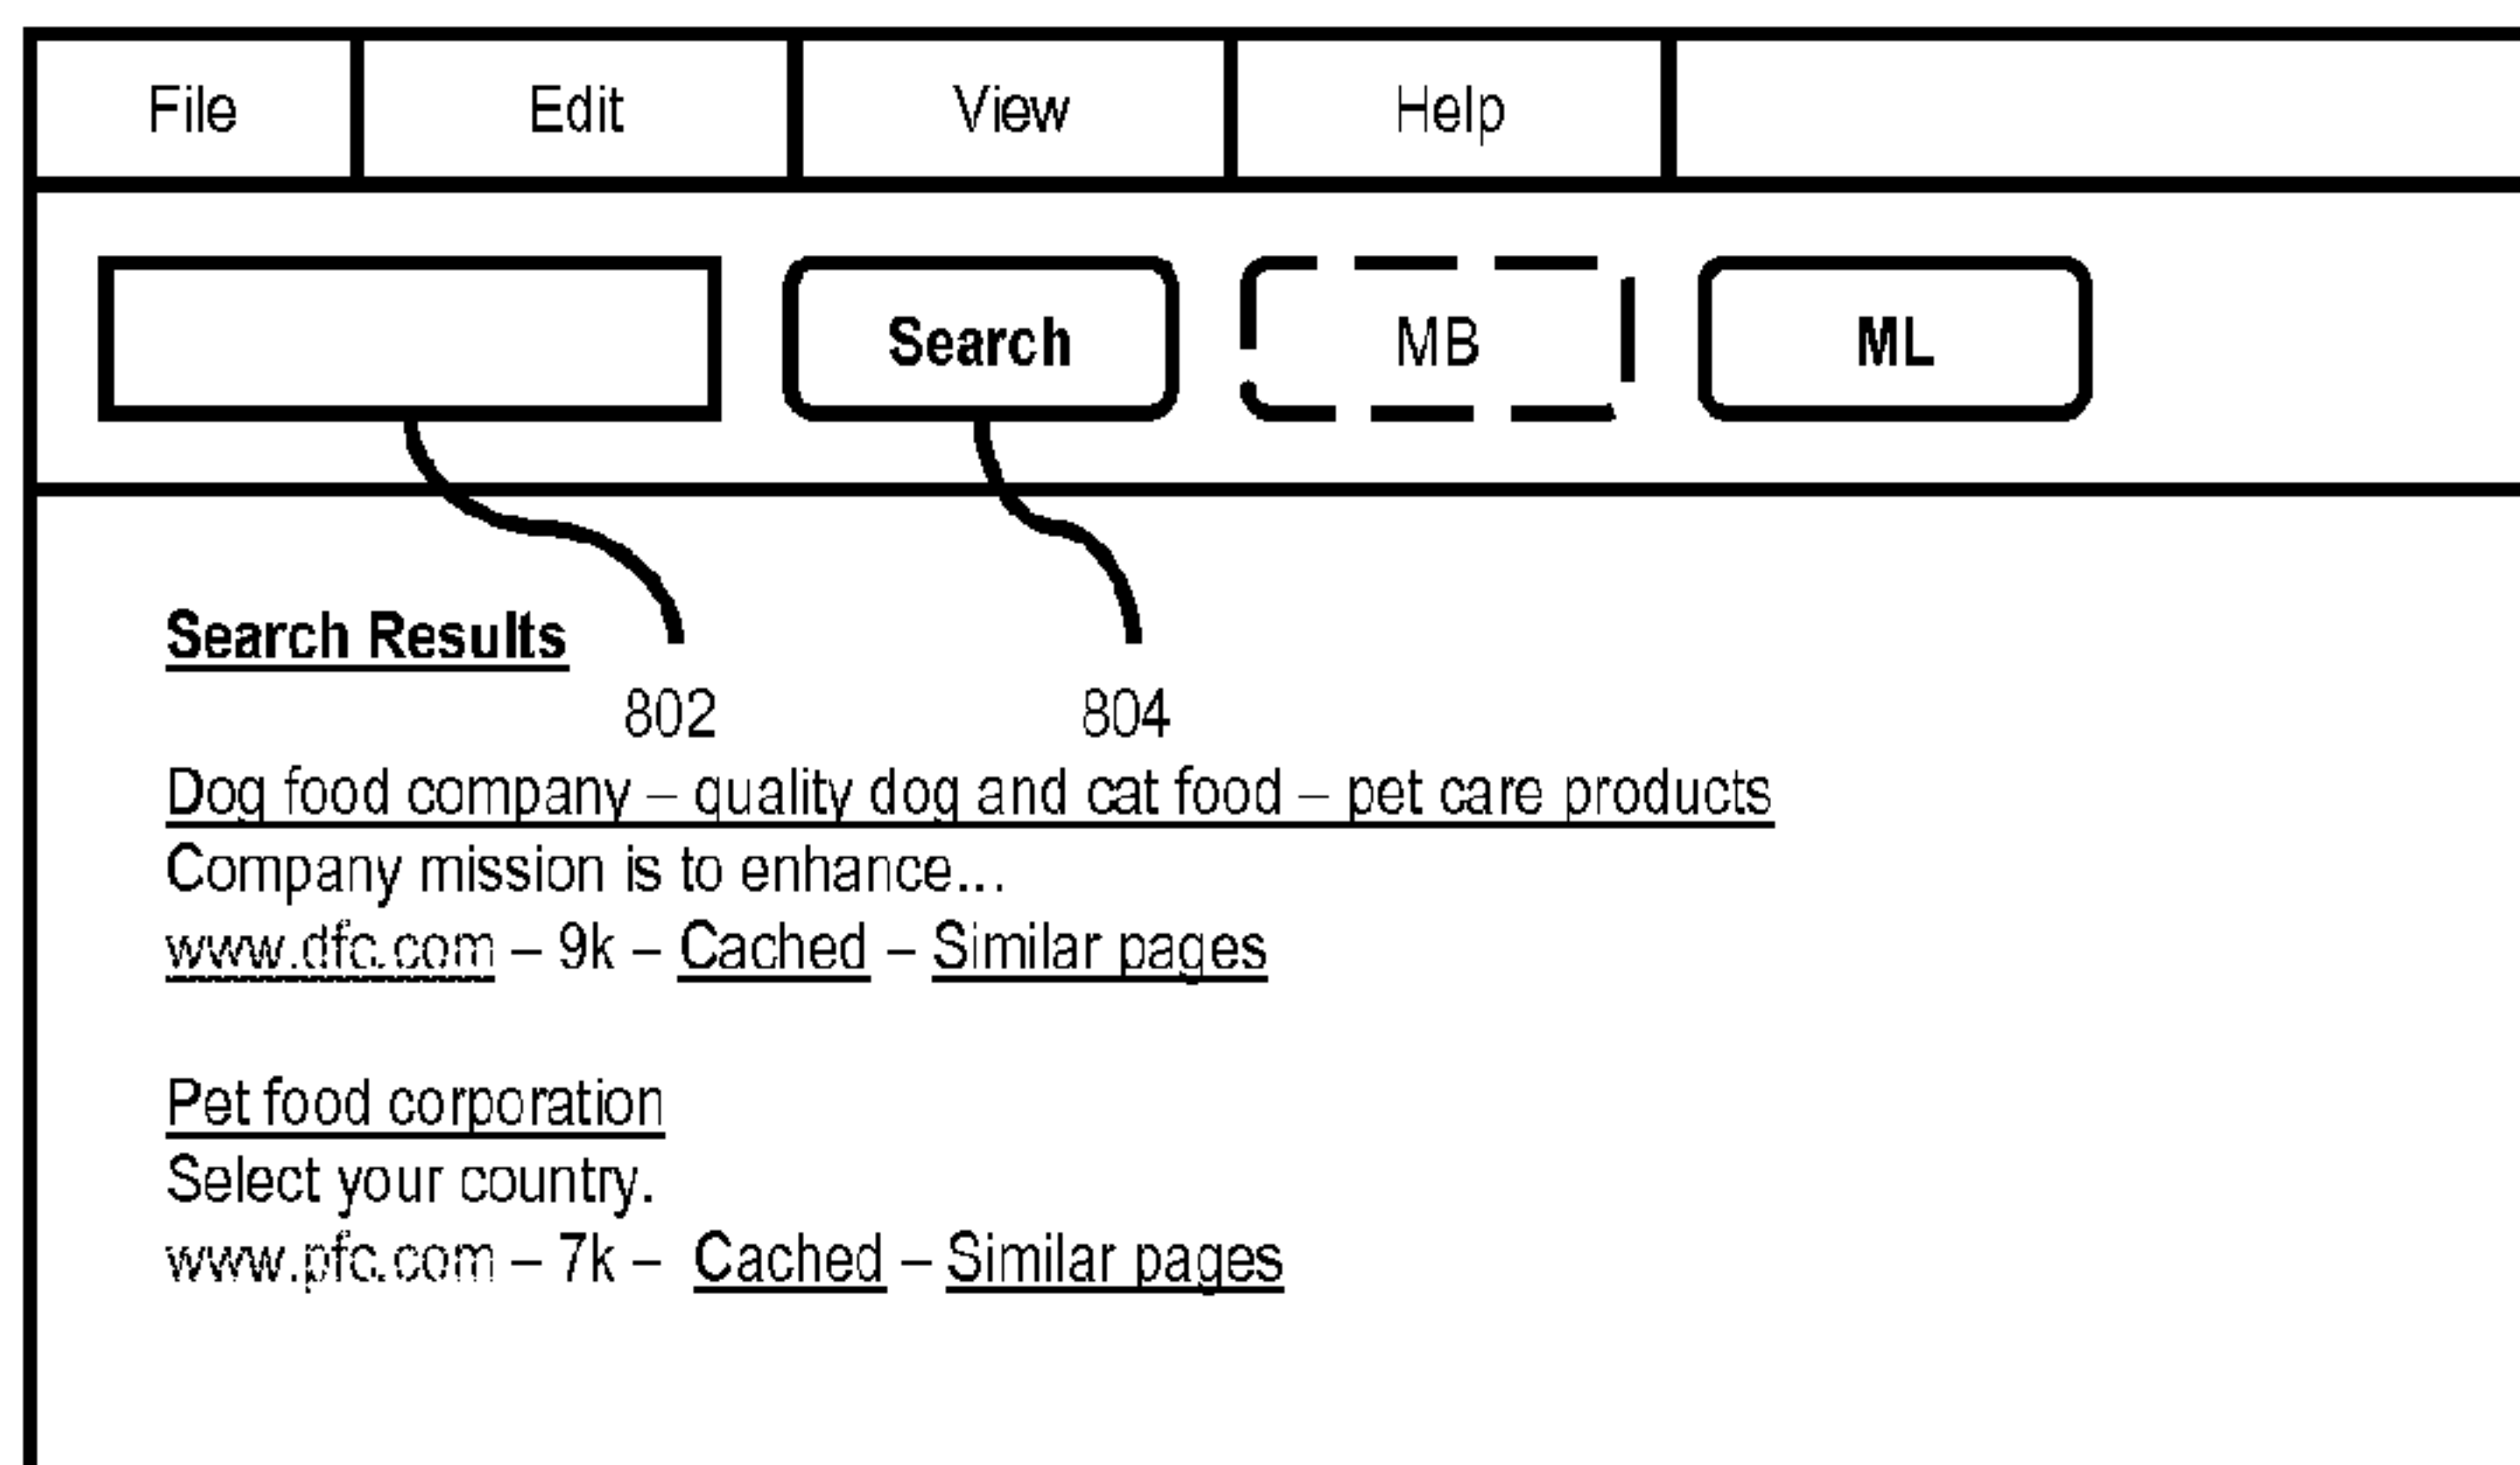 File Edit View Help
Search MB ML
Search Results
802 804
Dog food company – quality dog and cat food – pet care products
Company mission is to enhance...
www.dfc.com – 9k – Cached – Similar pages
Pet food corporation
Select your country.
www.pfc.com – 7k – Cached – Similar pages